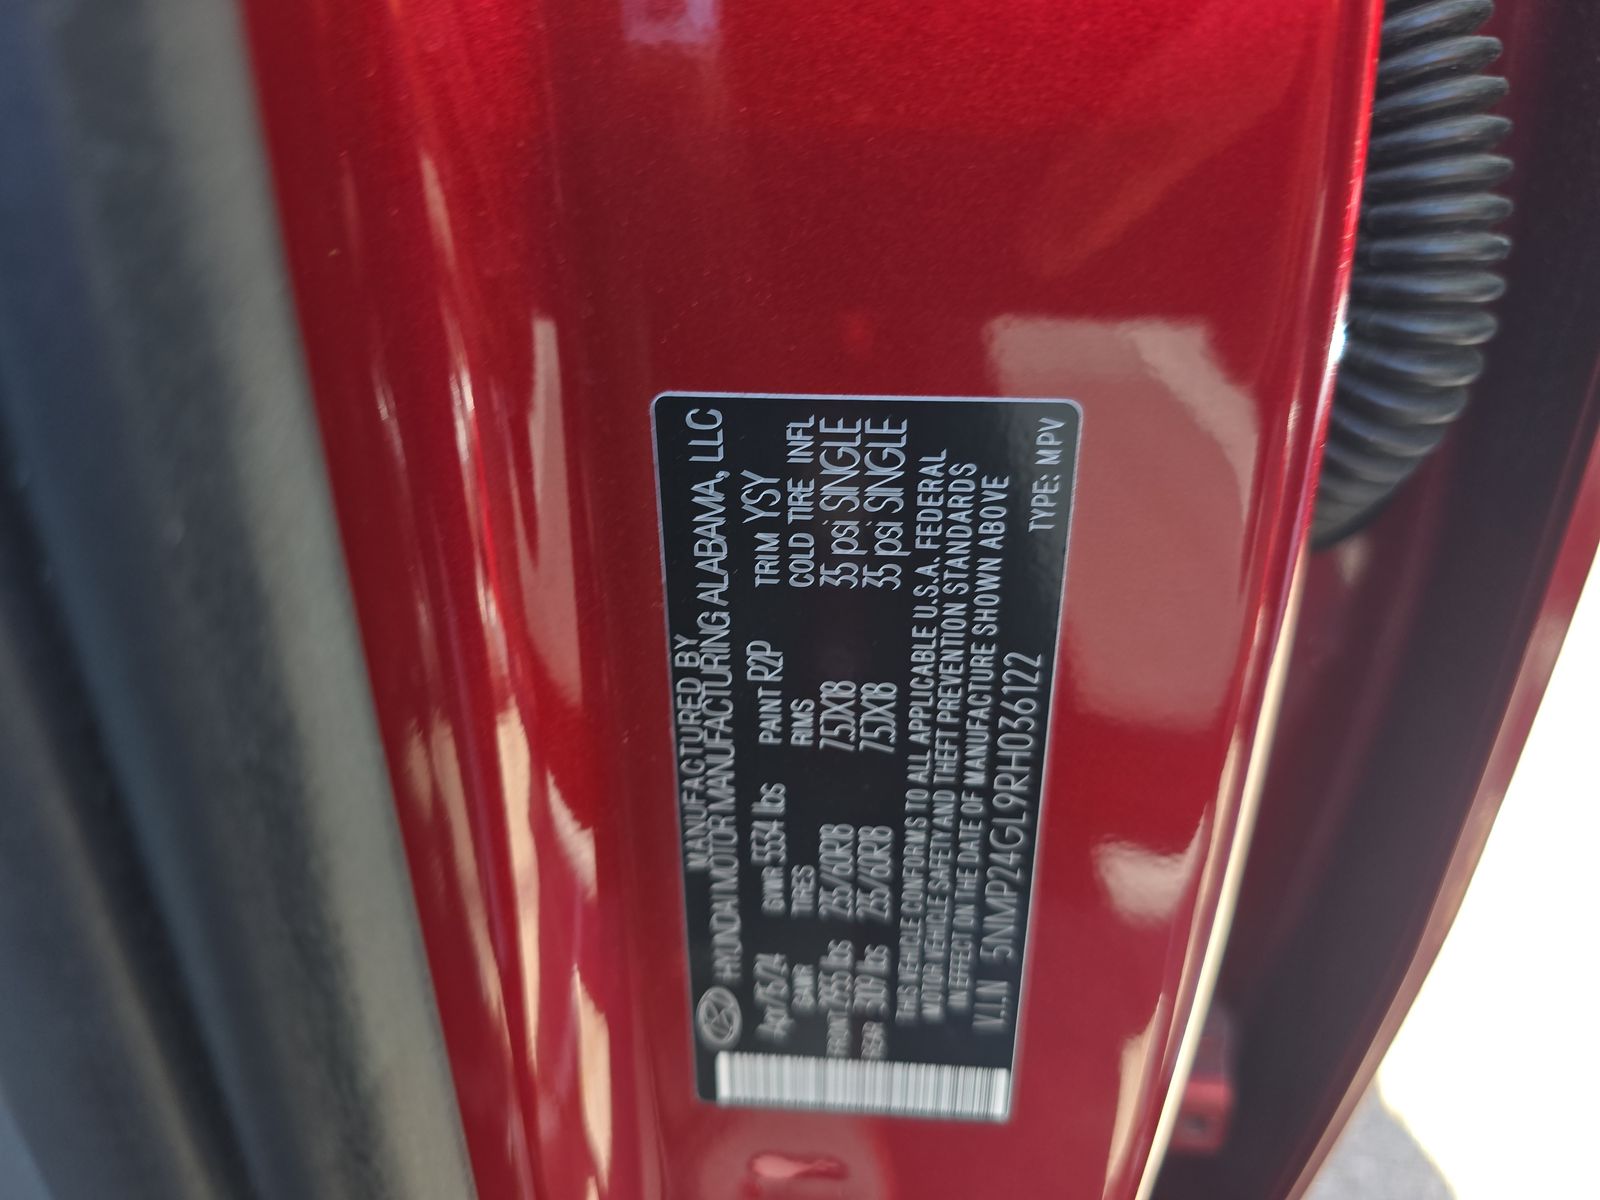 MANUFACTURED BY
HYUNDAI MOTOR MANUFACTURING ALABAMA, LLC
Apr/15/24 GVWR 5534 lbs PAINT R2P TRIM YSY
GAWR TIRES RIMS COLD TIRE INFL
FRONT 2955 lbs 235/60R18 7.5JX18 35 psi SINGLE
REAR 3109 lbs 235/60R18 7.5JX18 35 psi SINGLE
THIS VEHICLE CONFORMS TO ALL APPLICABLE U.S.A. FEDERAL
MOTOR VEHICLE SAFETY AND THEFT PREVENTION STANDARDS
IN EFFECT ON THE DATE OF MANUFACTURE SHOWN ABOVE
V.I.N 5NMP24GL9RH036122 TYPE: MPV